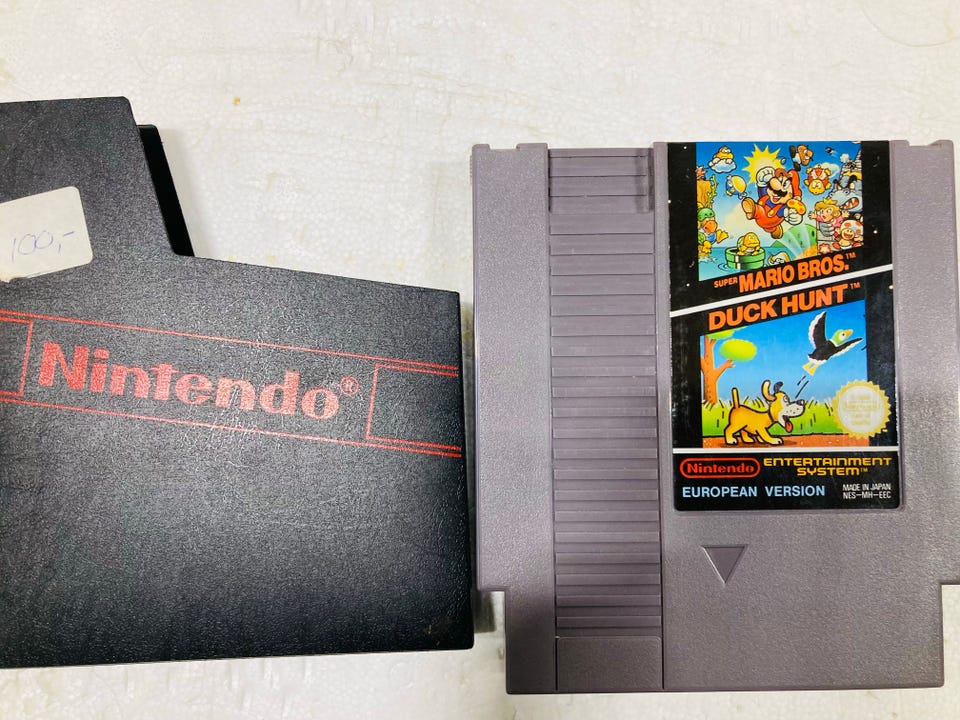 100,-
Nintendo®
SUPER MARIO BROS.™
DUCK HUNT™
Nintendo ENTERTAINMENT
SYSTEM™
EUROPEAN VERSION
MADE IN JAPAN
NES-MH-EEC